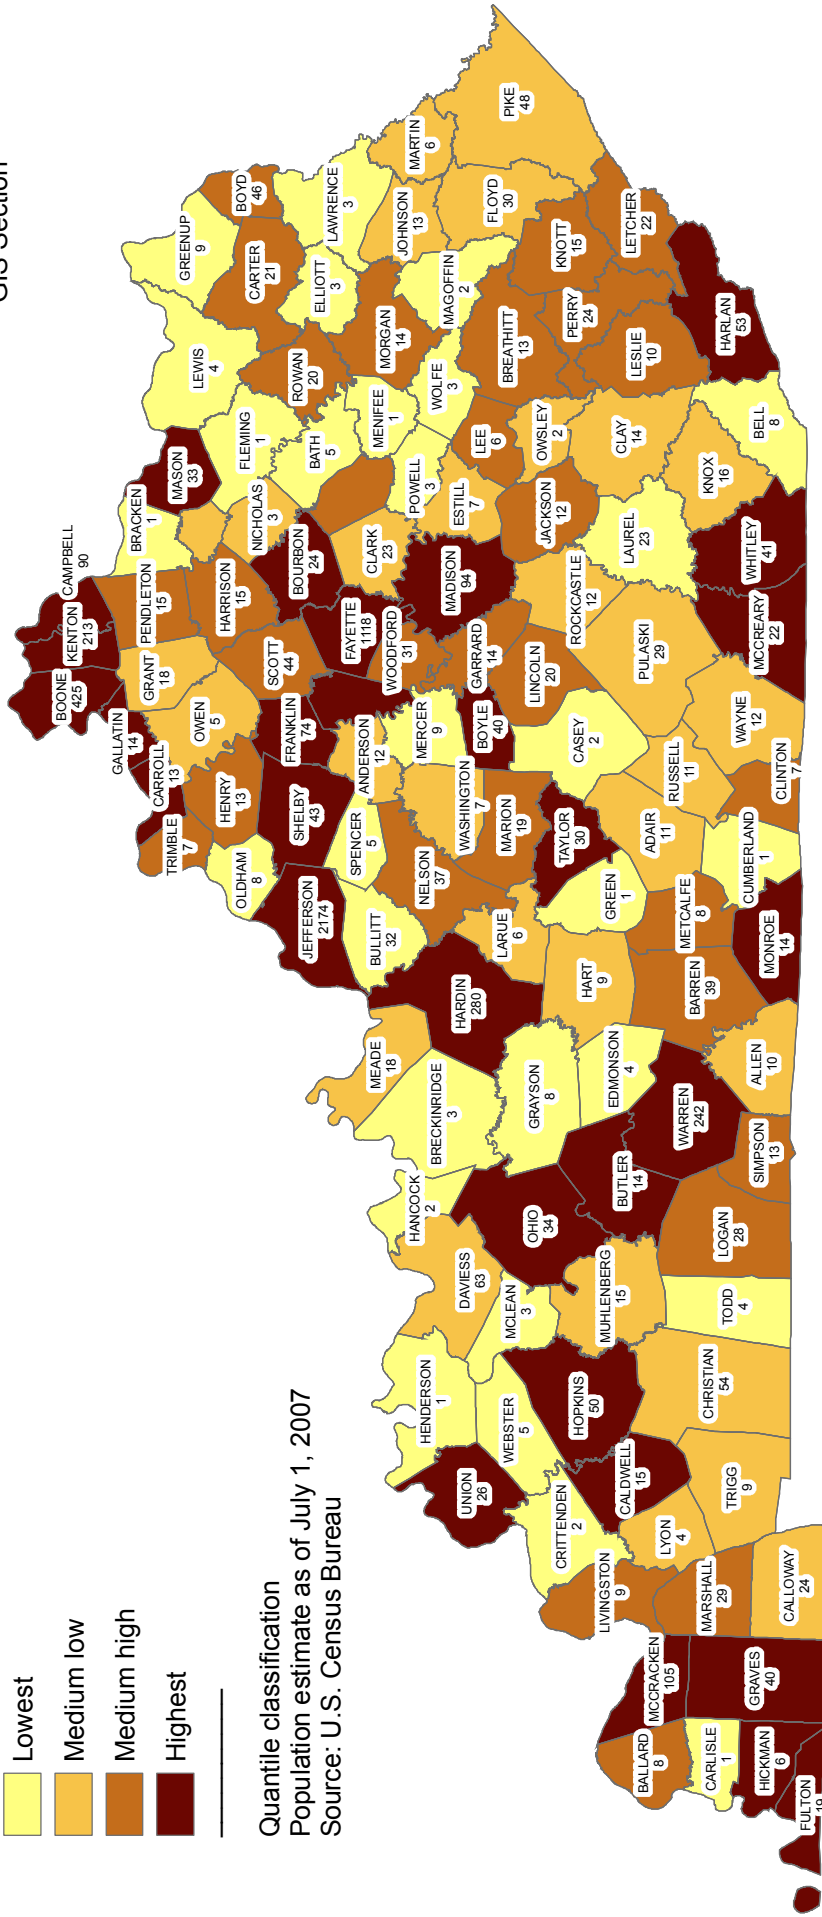 GIS Section
Lowest
Medium low
Medium high
Highest
Quantile classification
Population estimate as of July 1, 2007
Source: U.S. Census Bureau
BOONE
425
KENTON
213
CAMPBELL
90
GALLATIN
14
CARROLL
13
TRIMBLE
7
GRANT
18
PENDLETON
15
BRACKEN
1
MASON
33
LEWIS
4
GREENUP
9
BOYD
46
CARTER
21
OWEN
5
HENRY
13
OLDHAM
8
HARRISON
15
NICHOLAS
3
FLEMING
1
ROWAN
20
ELLIOTT
3
LAWRENCE
3
SCOTT
44
BOURBON
24
BATH
5
JEFFERSON
2174
SHELBY
43
FRANKLIN
74
FAYETTE
1118
WOODFORD
31
CLARK
23
MENIFEE
1
MORGAN
14
JOHNSON
13
MARTIN
6
SPENCER
5
ANDERSON
12
BULLITT
32
MERCER
9
POWELL
3
WOLFE
3
MAGOFFIN
2
FLOYD
30
PIKE
48
NELSON
37
WASHINGTON
7
MADISON
94
ESTILL
7
GARRARD
14
BOYLE
40
LEE
6
BREATHITT
13
KNOTT
15
MEADE
18
HARDIN
280
LARUE
6
MARION
19
LINCOLN
20
JACKSON
12
OWSLEY
2
PERRY
24
LETCHER
22
BRECKINRIDGE
3
HANCOCK
2
DAVIESS
63
HENDERSON
1
UNION
26
WEBSTER
5
MCLEAN
3
OHIO
34
GRAYSON
8
HART
9
GREEN
1
TAYLOR
30
CASEY
2
ROCKCASTLE
12
CLAY
14
LESLIE
10
LAUREL
23
PULASKI
29
KNOX
16
HARLAN
53
BELL
8
CRITTENDEN
2
HOPKINS
50
MUHLENBERG
15
BUTLER
14
EDMONSON
4
LIVINGSTON
9
CALDWELL
15
LYON
4
WARREN
242
BARREN
39
METCALFE
8
ADAIR
11
RUSSELL
11
WAYNE
12
MCCREARY
22
WHITLEY
41
BALLARD
8
MCCRACKEN
105
MARSHALL
29
TRIGG
9
CHRISTIAN
54
TODD
4
LOGAN
28
SIMPSON
13
ALLEN
10
MONROE
14
CUMBERLAND
1
CLINTON
7
CARLISLE
1
HICKMAN
6
GRAVES
40
CALLOWAY
24
FULTON
19